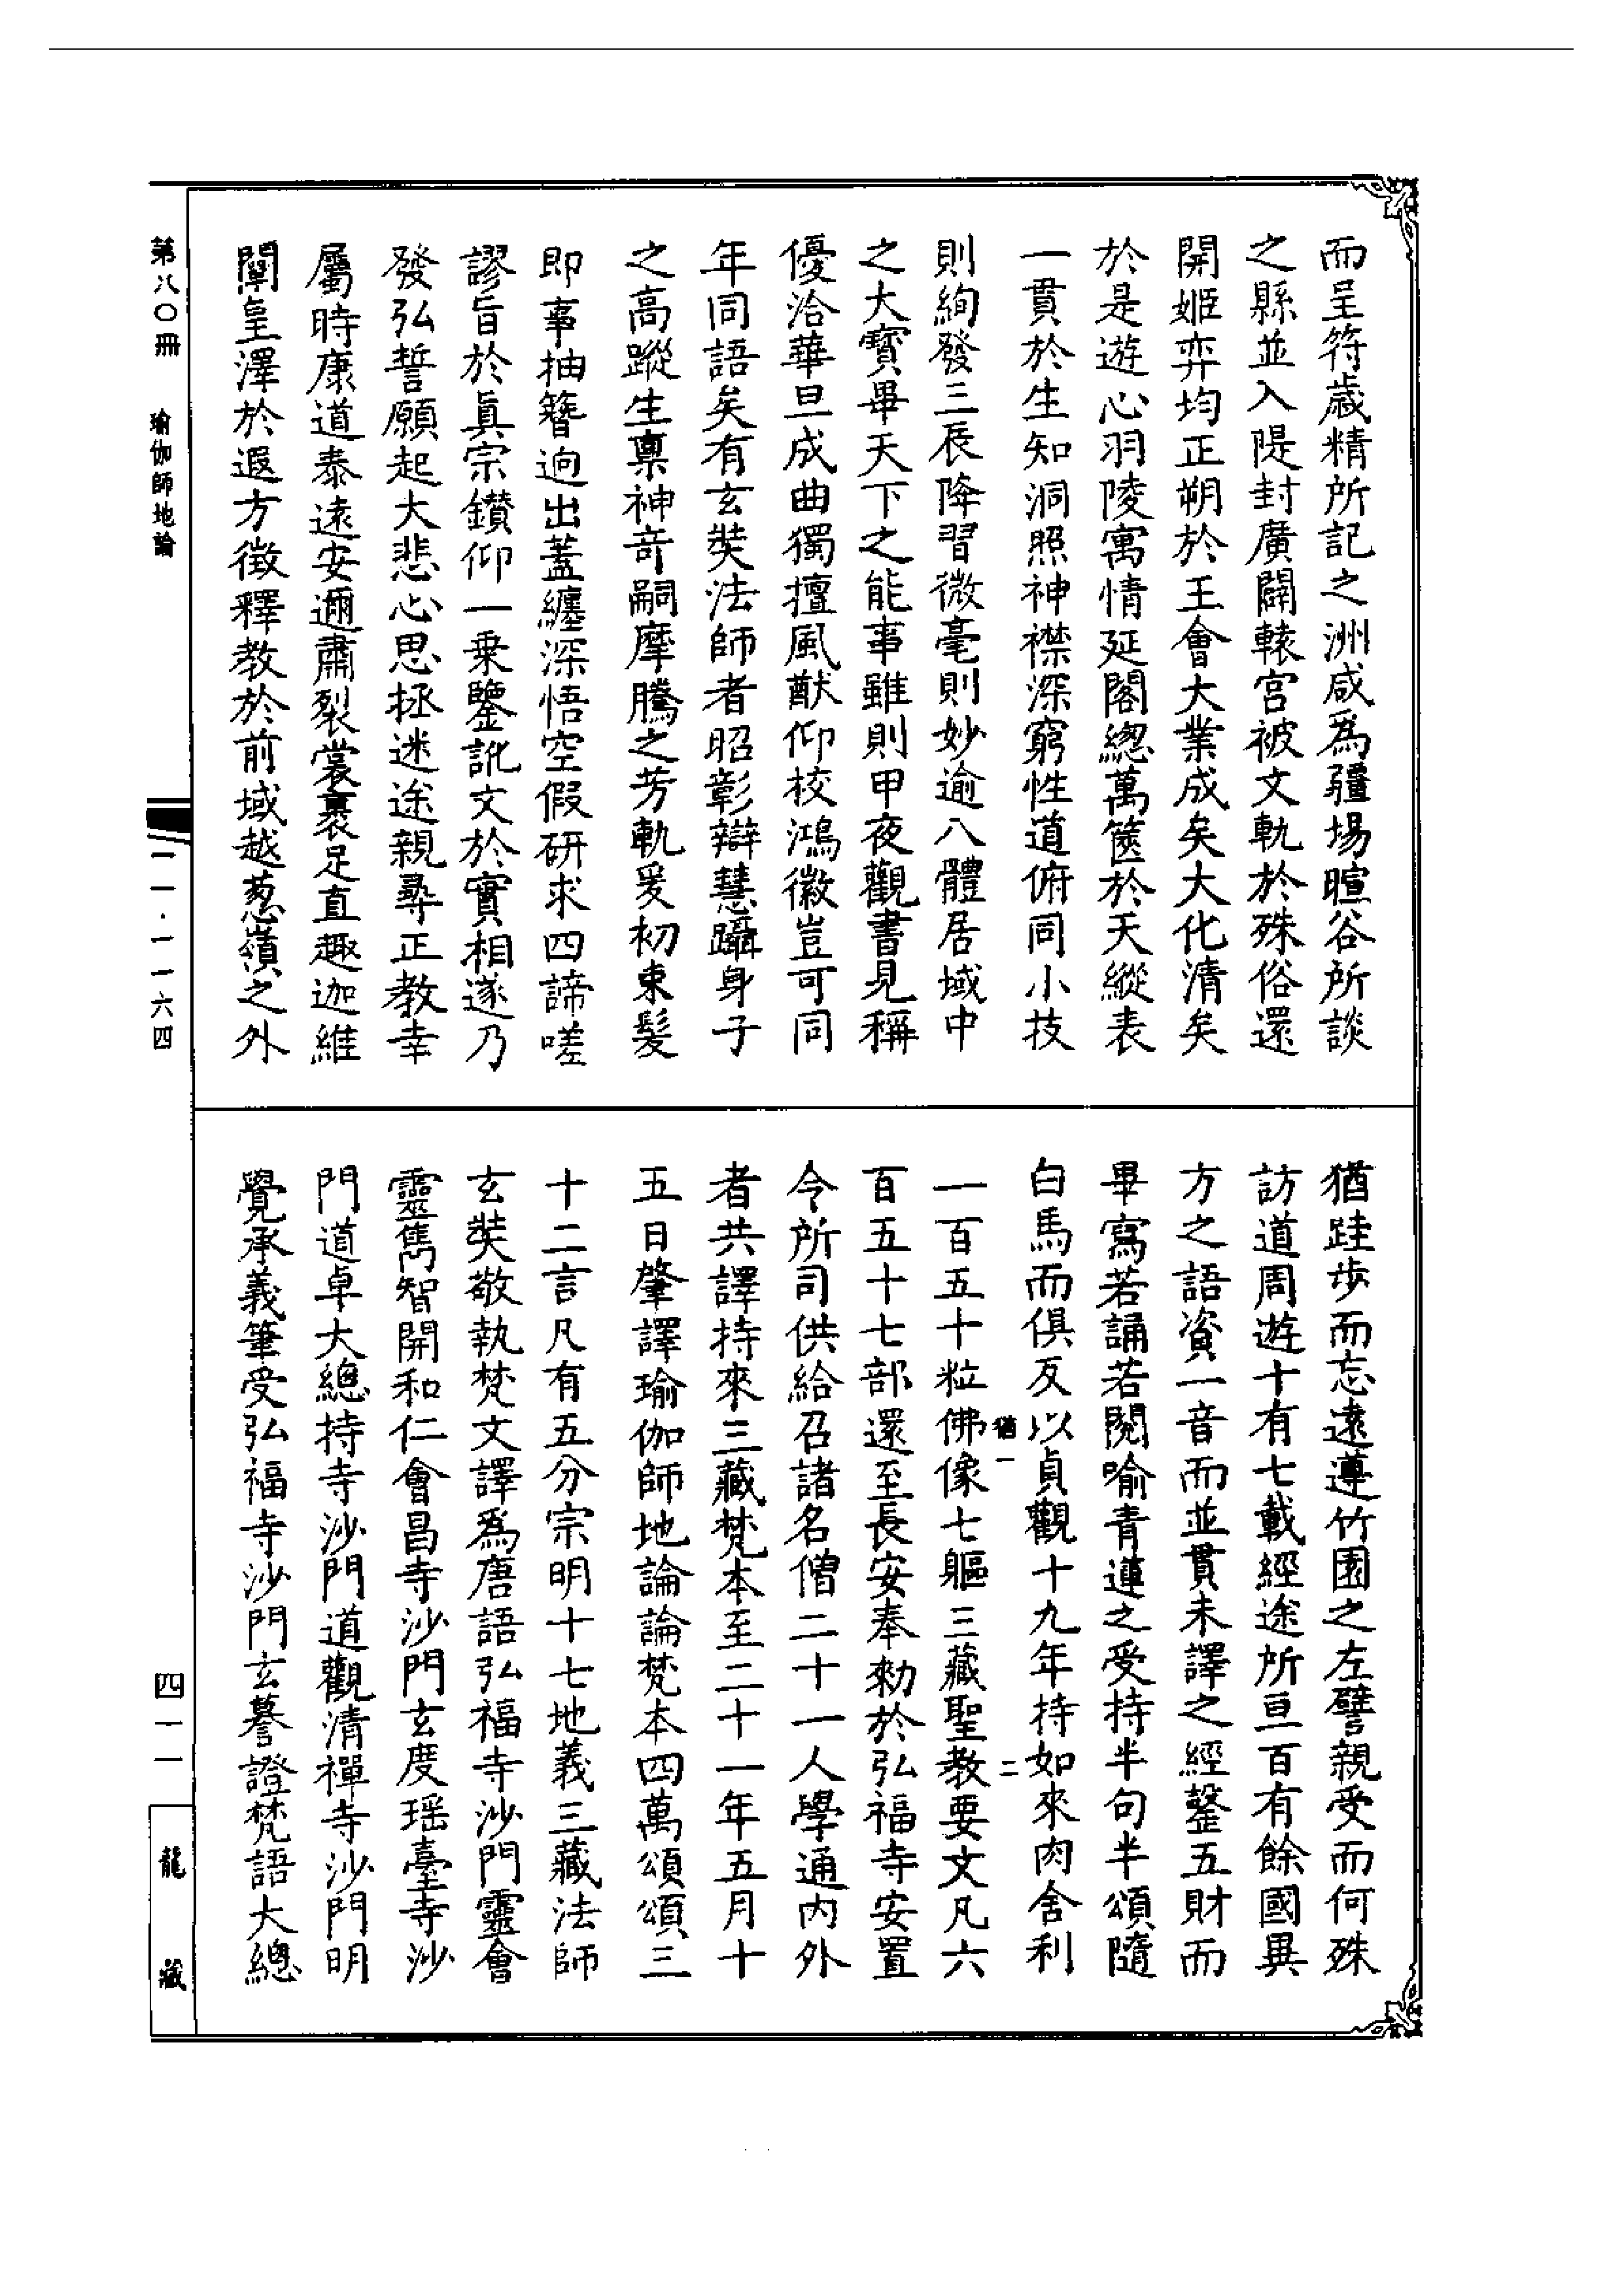 而呈符歲精所記之洲咸爲疆場暄谷所談
之縣並入隄封廣闢轅宮被文軌於殊俗還
開姬弈均正朔於王會大業成矣大化清矣
於是遊心羽陵寓情延閣總萬篋於天縱表
一貫於生知洞照神襟深窮性道俯同小技
則絢發三辰降習微毫則妙逾八體居域中
之大寶畢天下之能事雖則甲夜觀書見稱
優洽華旦成曲獨擅風猷仰校鴻徽豈可同
年同語矣有玄奘法師者昭彰辯慧躡身子
之高蹤生稟神奇嗣摩騰之芳軌爰初束髮
即事抽簪迥出蓋纏深悟空假研求四諦嗟
謬旨於眞宗鑽仰一乘鑒訛文於實相遂乃
發弘誓願起大悲心思拯迷途親尋正教幸
屬時康道泰遠安邇肅裂裳裹足直趣迦維
闡皇澤於遐方徵釋教於前域越葱嶺之外
猶跬步而忘遠遵竹園之左譬親受而何殊
訪道周遊十有七載經途所亘百有餘國異
方之語資一音而並貫未譯之經罄五財而
畢寫若誦若閱喻青蓮之受持半句半頌隨
白馬而俱反以貞觀十九年持如來肉舍利
猶一 二
一百五十粒佛像七軀三藏聖教要文凡六
百五十七部還至長安奉勑於弘福寺安置
令所司供給召諸名僧二十一人學通內外
者共譯持來三藏梵本至二十一年五月十
五日肇譯瑜伽師地論論梵本四萬頌頌三
十二言凡有五分宗明十七地義三藏法師
玄奘敬執梵文譯爲唐語弘福寺沙門靈會
靈雋智開和仁會昌寺沙門玄度瑶臺寺沙
門道卓大總持寺沙門道觀清禪寺沙門明
覺承義筆受弘福寺沙門玄謩證梵語大總
第八〇冊 瑜伽師地論
一一·一一六四
四一一
龍藏